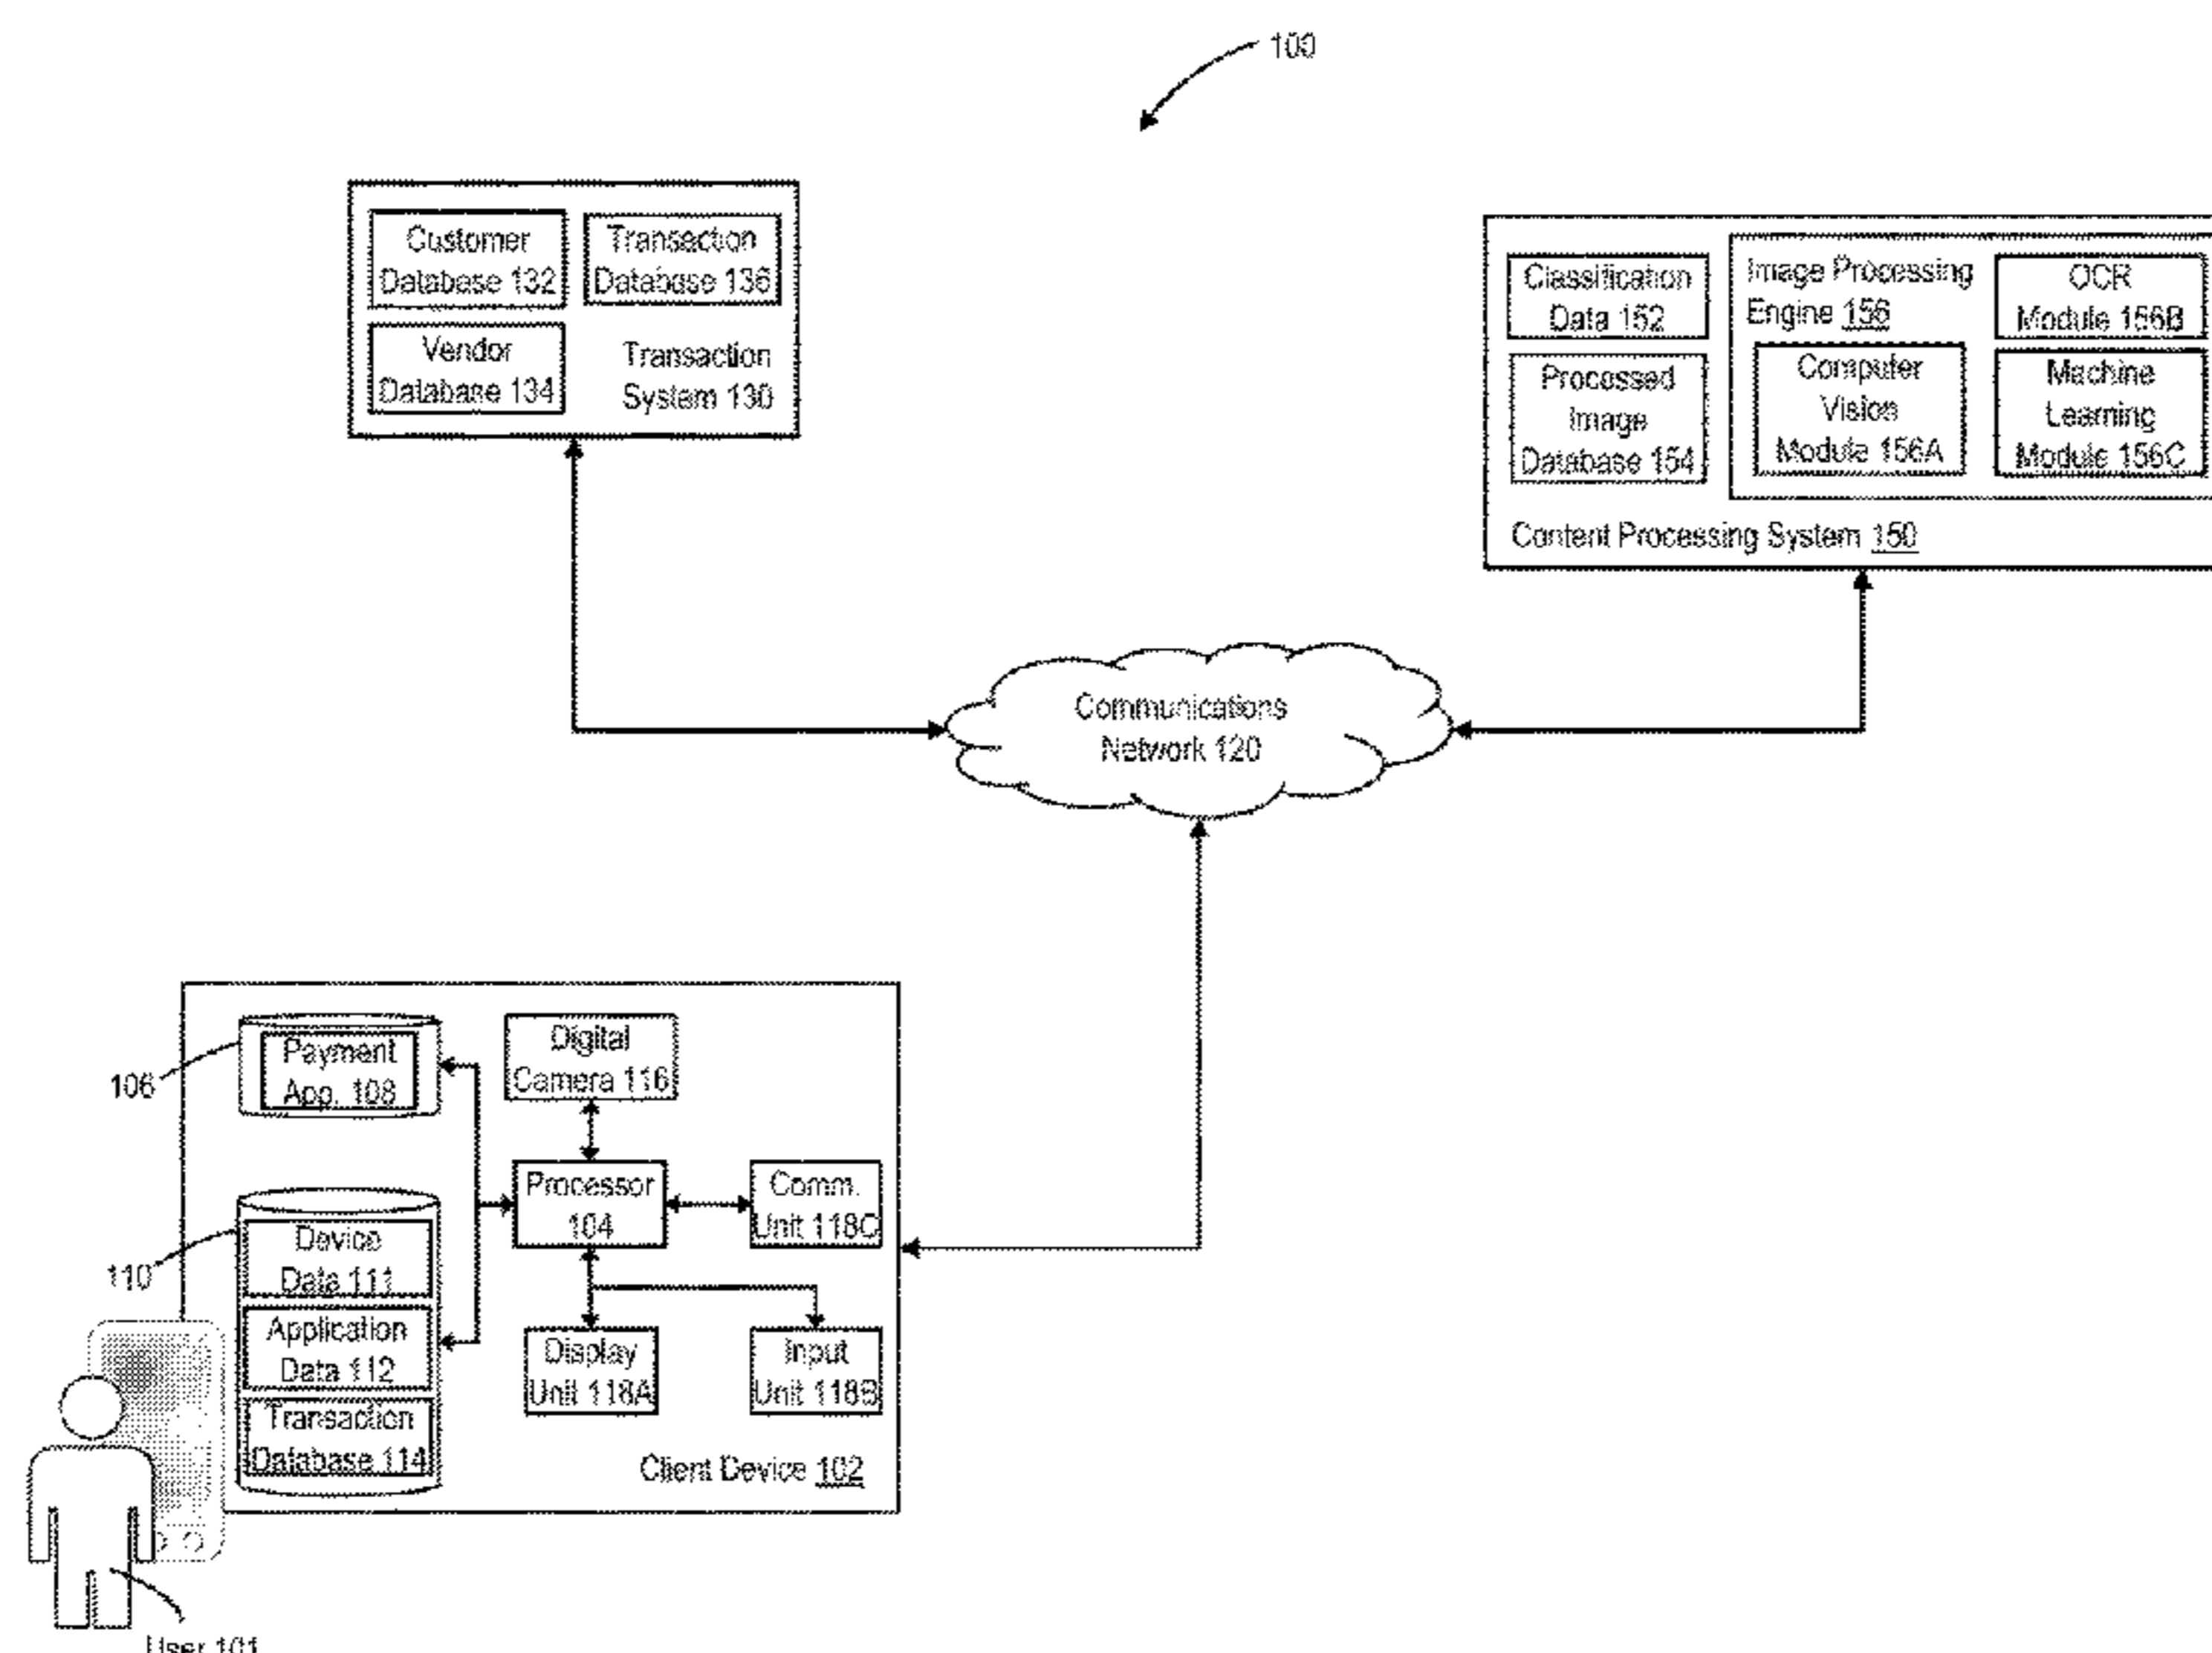 100
Customer
Database 132
Transaction
Database 136
Vendor
Database 134
Transaction
System 130
Classification
Data 152
Processed
Image
Database 154
Image Processing
Engine 156
Computer
Vision
Module 156A
OCR
Module 156B
Machine
Learning
Module 156C
Content Processing System 150
Communications
Network 120
106
Payment
App. 108
Digital
Camera 116
Processor
104
Comm.
Unit 118C
110
Device
Data 111
Application
Data 112
Transaction
Database 114
Display
Unit 118A
Input
Unit 118B
Client Device 102
User 101